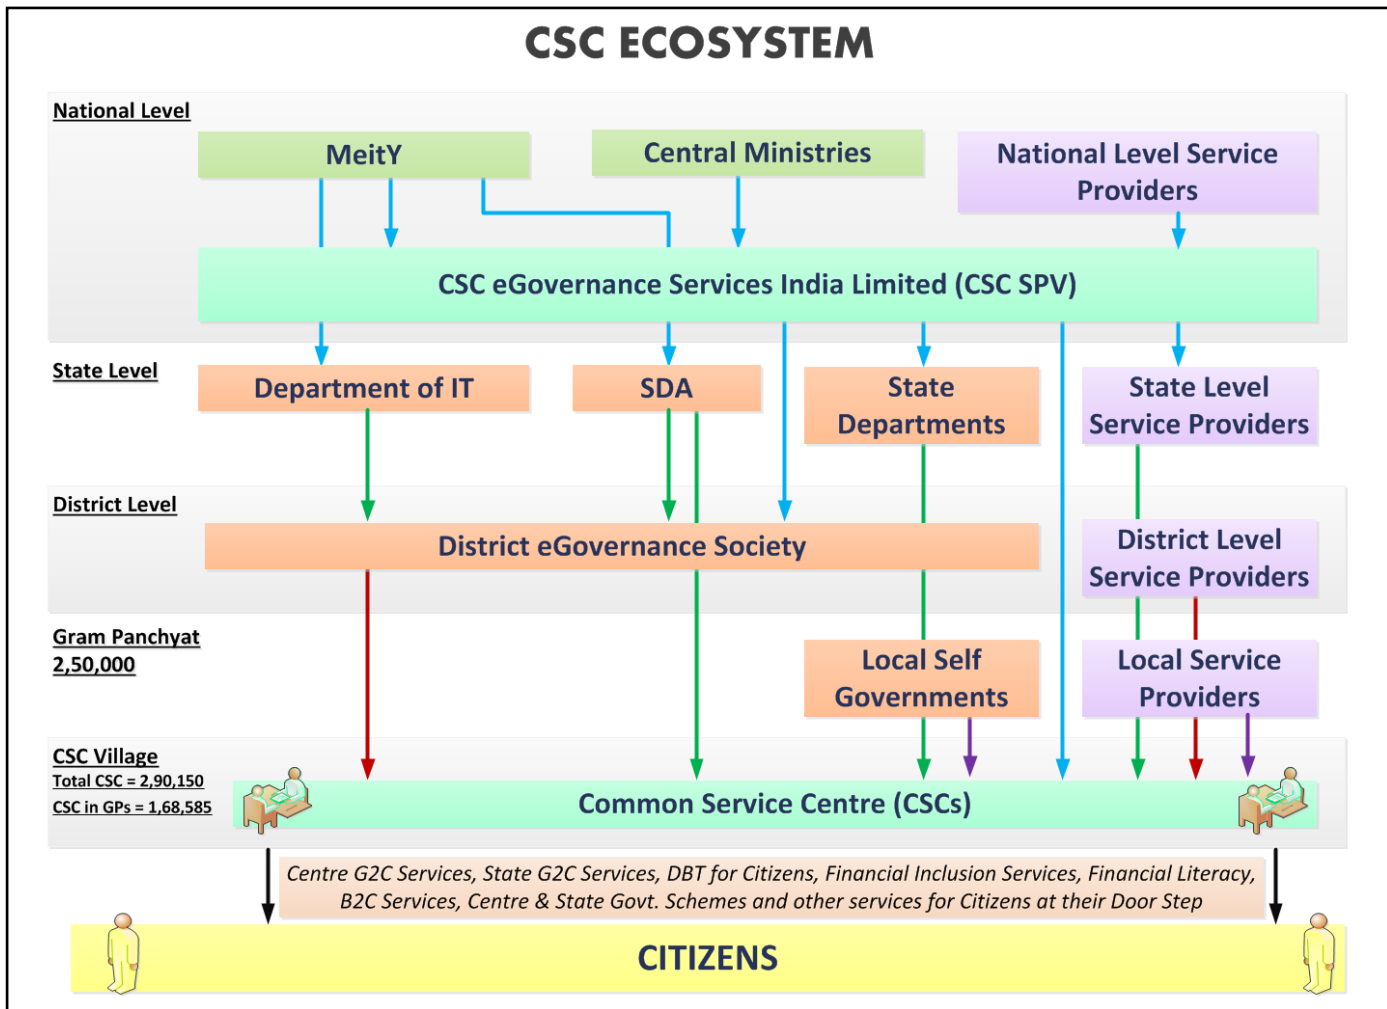 CSC ECOSYSTEM
National Level
MeitY
Central Ministries
National Level Service
Providers
CSC eGovernance Services India Limited (CSC SPV)
State Level
Department of IT
SDA
State
Departments
State Level
Service Providers
District Level
District eGovernance Society
District Level
Service Providers
Gram Panchyat
2,50,000
Local Self
Governments
Local Service
Providers
CSC Village
Total CSC = 2,90,150
CSC in GPs = 1,68,585
Common Service Centre (CSCs)
Centre G2C Services, State G2C Services, DBT for Citizens, Financial Inclusion Services, Financial Literacy,
B2C Services, Centre & State Govt. Schemes and other services for Citizens at their Door Step
CITIZENS